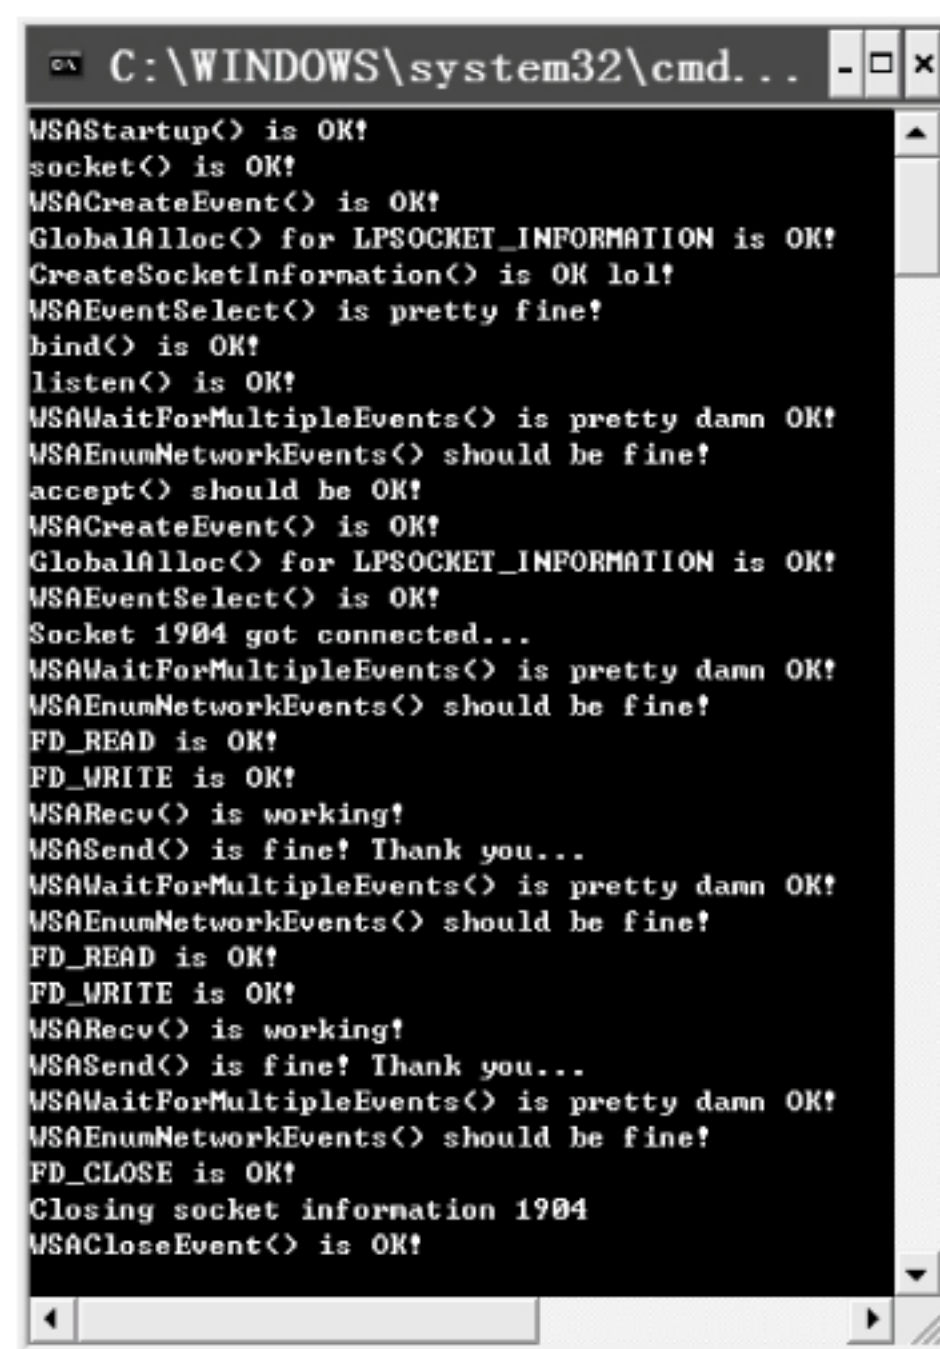 C:\WINDOWS\system32\cmd...
WSAStartup() is OK!
socket() is OK!
WSACreateEvent() is OK!
GlobalAlloc() for LPSOCKET_INFORMATION is OK!
CreateSocketInformation() is OK lol!
WSAEventSelect() is pretty fine!
bind() is OK!
listen() is OK!
WSAWaitForMultipleEvents() is pretty damn OK!
WSAEnumNetworkEvents() should be fine!
accept() should be OK!
WSACreateEvent() is OK!
GlobalAlloc() for LPSOCKET_INFORMATION is OK!
WSAEventSelect() is OK!
Socket 1904 got connected...
WSAWaitForMultipleEvents() is pretty damn OK!
WSAEnumNetworkEvents() should be fine!
FD_READ is OK!
FD_WRITE is OK!
WSARecv() is working!
WSASend() is fine! Thank you...
WSAWaitForMultipleEvents() is pretty damn OK!
WSAEnumNetworkEvents() should be fine!
FD_READ is OK!
FD_WRITE is OK!
WSARecv() is working!
WSASend() is fine! Thank you...
WSAWaitForMultipleEvents() is pretty damn OK!
WSAEnumNetworkEvents() should be fine!
FD_CLOSE is OK!
Closing socket information 1904
WSACloseEvent() is OK!